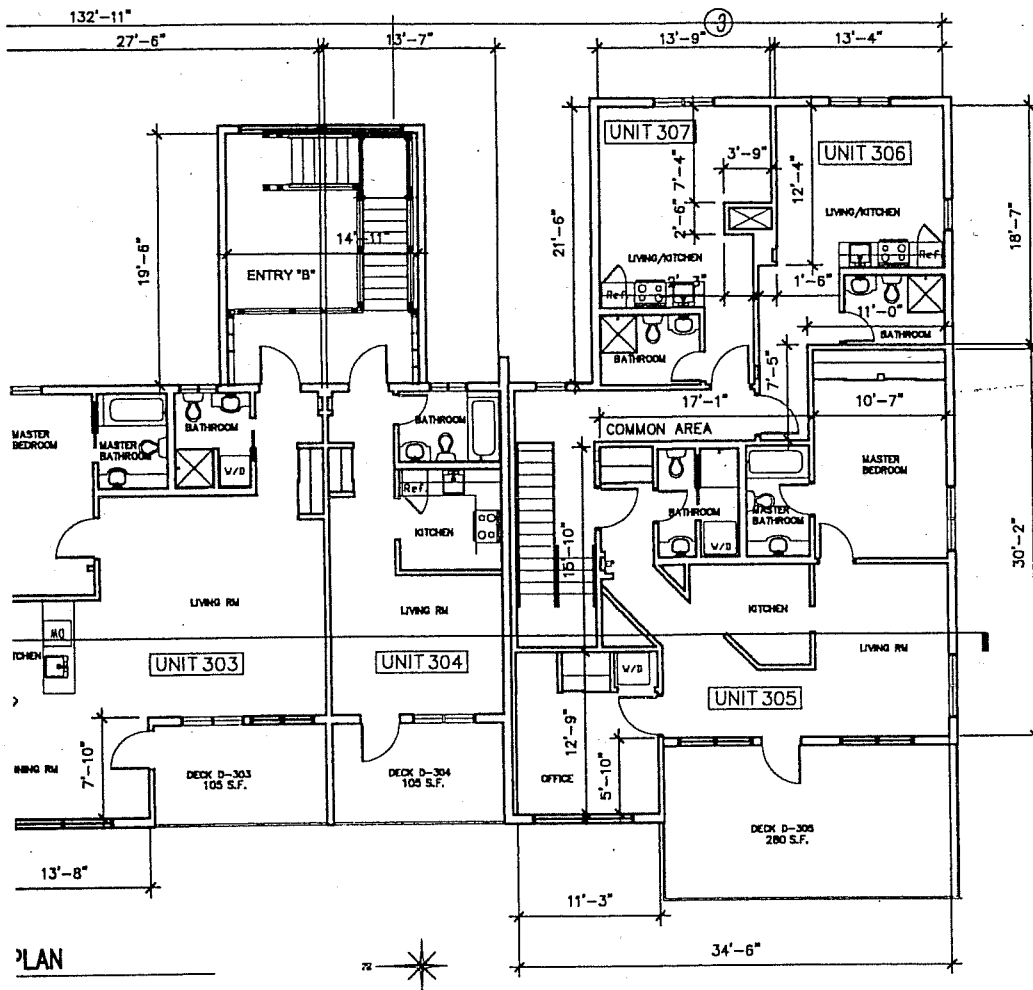 132'-11"
3
27'-6"
13'-7"
13'-9"
13'-4"
UNIT 307
UNIT 306
3'-9"
7'-4"
12'-4"
2'-6"
LIVING/KITCHEN
LIVING/KITCHEN
18'-7"
21'-6"
19'-6"
14'-11"
ENTRY "B"
Ref
Ref
1'-6"
11'-0"
BATHROOM
BATHROOM
7'-5"
17'-1"
10'-7"
COMMON AREA
MASTER
BEDROOM
MASTER
BATHROOM
BATHROOM
W/D
BATHROOM
Ref
KITCHEN
MASTER
BEDROOM
BATHROOM
W/D
MASTER
BATHROOM
15'-10"
30'-2"
LIVING RM
LIVING RM
KITCHEN
LIVING RM
DW
TCHEN
UNIT 303
UNIT 304
W/D
UNIT 305
7'-10"
12'-9"
5'-10"
NING RM
DECK D-303
105 S.F.
DECK D-304
105 S.F.
OFFICE
DECK D-305
280 S.F.
13'-8"
11'-3"
34'-6"
PLAN
N